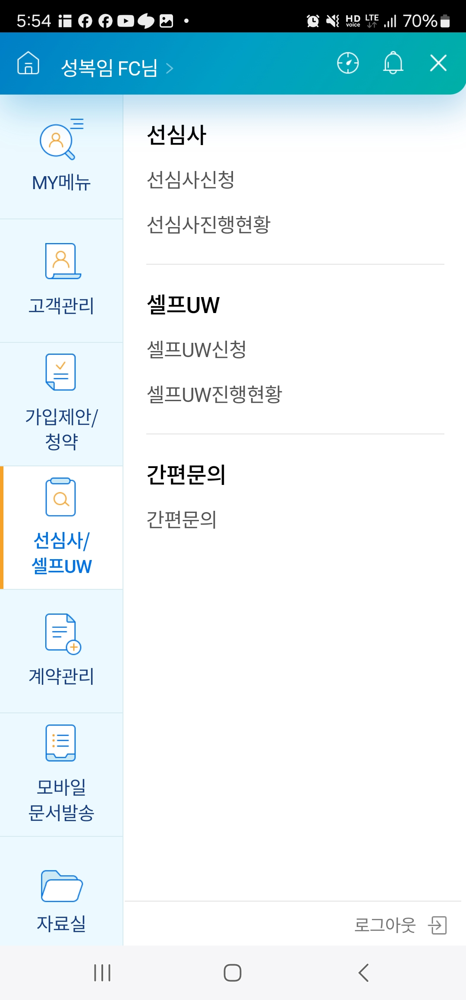 5:54
HD voice LTE 70%
성복임 FC님 >
MY메뉴
고객관리
가입제안/
청약
선심사/
셀프UW
계약관리
모바일
문서발송
자료실
선심사
선심사신청
선심사진행현황
셀프UW
셀프UW신청
셀프UW진행현황
간편문의
간편문의
로그아웃